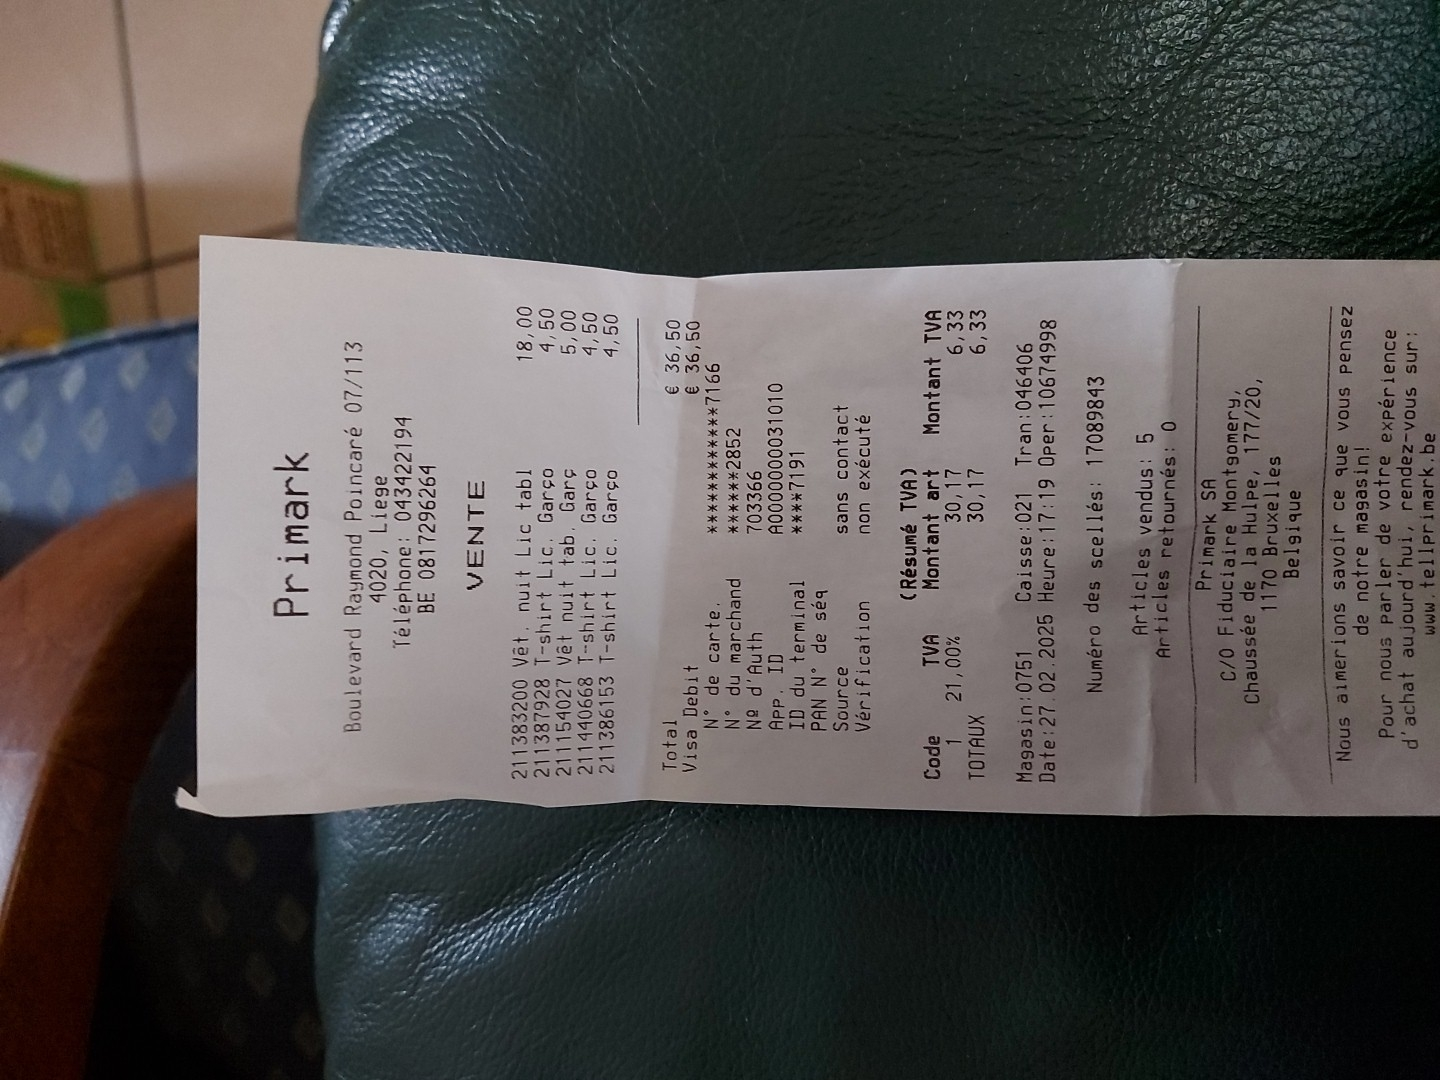 Primark
Boulevard Raymond Poincaré 07/113
4020, Liege
Téléphone: 043422194
BE 0817296264
VENTE
211383200 Vêt. nuit Lic tabl 18,00
211387928 T-shirt Lic. Garço 4,50
211154027 Vêt nuit tab. Garç 5,00
211440668 T-shirt Lic. Garço 4,50
211386153 T-shirt Lic. Garço 4,50
Total € 36,50
Visa Debit € 36,50
N° de carte. ************7166
N° du marchand ******2852
Nº d'Auth 703366
App. ID A0000000031010
ID du terminal ****7191
PAN N° de séq
Source sans contact
Vérification non exécuté
(Résumé TVA)
Code TVA Montant art Montant TVA
1 21,00% 30,17 6,33
TOTAUX 30,17 6,33
Magasin:0751 Caisse:021 Tran:046406
Date:27.02.2025 Heure:17:19 Oper:10674998
Numéro des scellés: 17089843
Articles vendus: 5
Articles retournés: 0
Primark SA
C/O Fiduciaire Montgomery,
Chaussée de la Hulpe, 177/20,
1170 Bruxelles
Belgique
Nous aimerions savoir ce que vous pensez
de notre magasin!
Pour nous parler de votre expérience
d'achat aujourd'hui, rendez-vous sur:
www.tellprimark.be